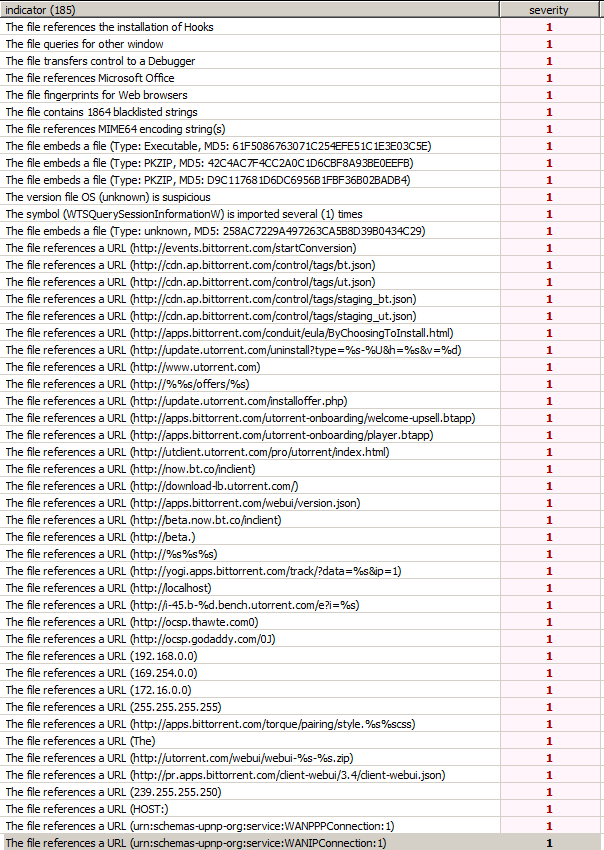 indicator (185) severity
The file references the installation of Hooks 1
The file queries for other window 1
The file transfers control to a Debugger 1
The file references Microsoft Office 1
The file fingerprints for Web browsers 1
The file contains 1864 blacklisted strings 1
The file references MIME64 encoding string(s) 1
The file embeds a file (Type: Executable, MD5: 61F5086763071C254EFE51C1E3E03C5E) 1
The file embeds a file (Type: PKZIP, MD5: 42C4AC7F4CC2A0C1D6CBF8A93BE0EEFB) 1
The file embeds a file (Type: PKZIP, MD5: D9C117681D6DC6956B1FBF36B02BADB4) 1
The version file OS (unknown) is suspicious 1
The symbol (WTSQuerySessionInformationW) is imported several (1) times 1
The file embeds a file (Type: unknown, MD5: 258AC7229A497263CA5B8D39B0434C29) 1
The file references a URL (http://events.bittorrent.com/startConversion) 1
The file references a URL (http://cdn.ap.bittorrent.com/control/tags/bt.json) 1
The file references a URL (http://cdn.ap.bittorrent.com/control/tags/ut.json) 1
The file references a URL (http://cdn.ap.bittorrent.com/control/tags/staging_bt.json) 1
The file references a URL (http://cdn.ap.bittorrent.com/control/tags/staging_ut.json) 1
The file references a URL (http://apps.bittorrent.com/conduit/eula/ByChoosingToInstall.html) 1
The file references a URL (http://update.utorrent.com/uninstall?type=%s-%U&h=%s&v=%d) 1
The file references a URL (http://www.utorrent.com) 1
The file references a URL (http://%%s/offers/%s) 1
The file references a URL (http://update.utorrent.com/installoffer.php) 1
The file references a URL (http://apps.bittorrent.com/utorrent-onboarding/welcome-upsell.btapp) 1
The file references a URL (http://apps.bittorrent.com/utorrent-onboarding/player.btapp) 1
The file references a URL (http://utclient.utorrent.com/pro/utorrent/index.html) 1
The file references a URL (http://now.bt.co/inclient) 1
The file references a URL (http://download-lb.utorrent.com/) 1
The file references a URL (http://apps.bittorrent.com/webui/version.json) 1
The file references a URL (http://beta.now.bt.co/inclient) 1
The file references a URL (http://beta.) 1
The file references a URL (http://%s%s%s) 1
The file references a URL (http://yogi.apps.bittorrent.com/track/?data=%s&ip=1) 1
The file references a URL (http://localhost) 1
The file references a URL (http://i-45.b-%d.bench.utorrent.com/e?i=%s) 1
The file references a URL (http://ocsp.thawte.com0) 1
The file references a URL (http://ocsp.godaddy.com/0J) 1
The file references a URL (192.168.0.0) 1
The file references a URL (169.254.0.0) 1
The file references a URL (172.16.0.0) 1
The file references a URL (255.255.255.255) 1
The file references a URL (http://apps.bittorrent.com/torque/pairing/style.%s%scss) 1
The file references a URL (The) 1
The file references a URL (http://utorrent.com/webui/webui-%s-%s.zip) 1
The file references a URL (http://pr.apps.bittorrent.com/client-webui/3.4/client-webui.json) 1
The file references a URL (239.255.255.250) 1
The file references a URL (HOST:) 1
The file references a URL (urn:schemas-upnp-org:service:WANPPPConnection:1) 1
The file references a URL (urn:schemas-upnp-org:service:WANIPConnection:1) 1